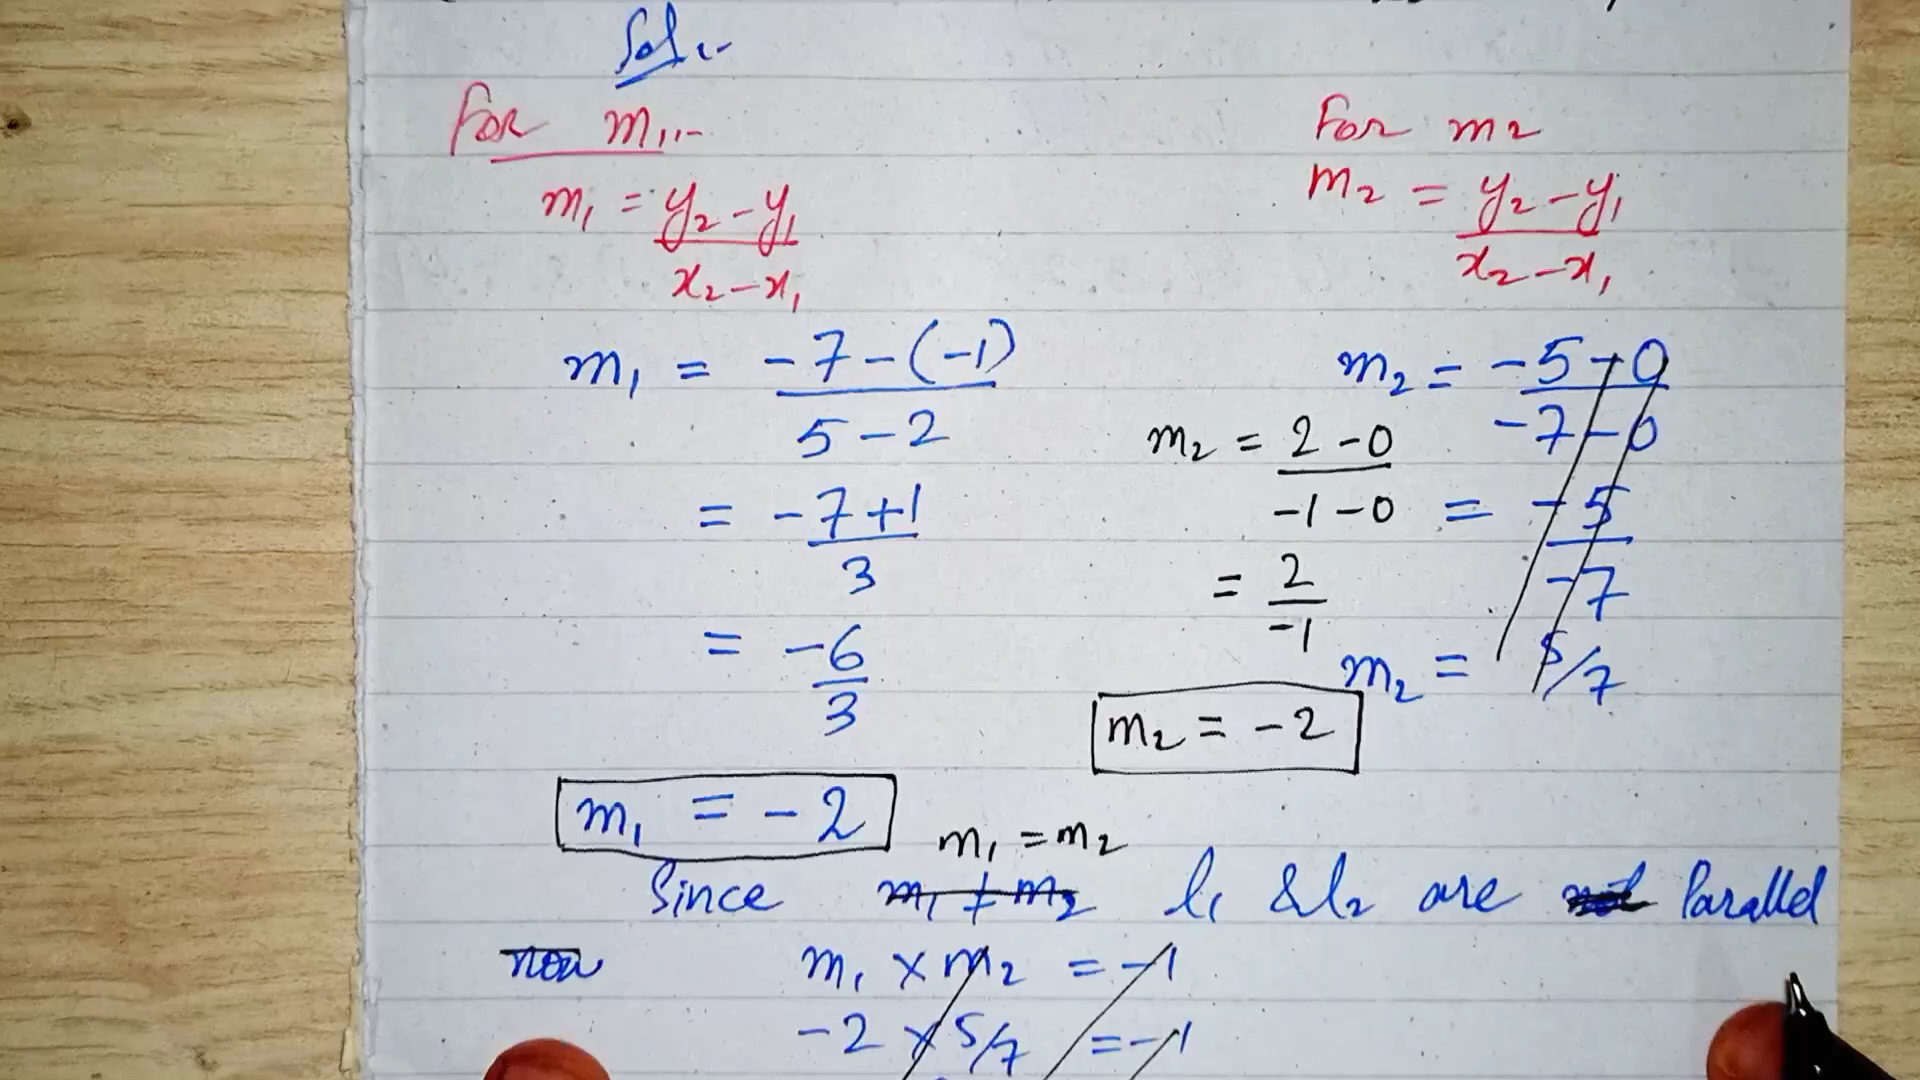 Sol:-
For m₁:-
m₁ = y₂-y₁
x₂-x₁
m₁ = -7-(-1)
5-2
= -7+1
3
= -6
3
m₁ = -2
For m₂
m₂ = y₂-y₁
x₂-x₁
m₂ = -5-0
-7-0
= -5
-7
m₂ = 5/7
m₂ = 2-0
-1-0
= 2
-1
m₂ = -2
m₁ = m₂
Since m₁ ≠ m₂ l₁ & l₂ are not Parallel
now m₁ × m₂ = -1
-2 × 5/7 = -1